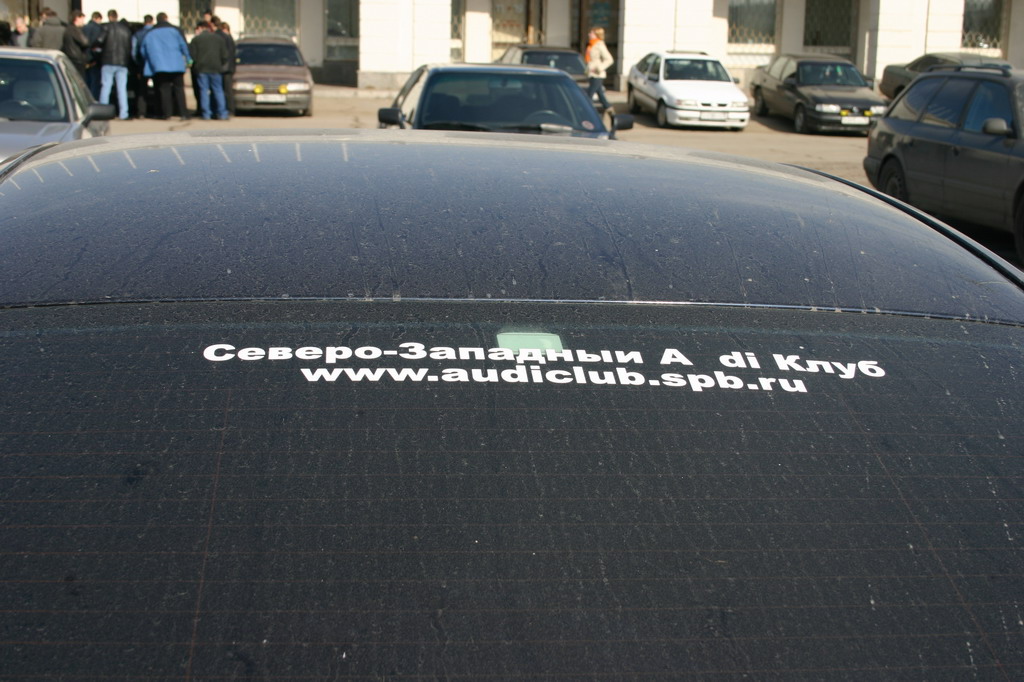 Северо-Западныи A di Клуб
www.audiclub.spb.ru